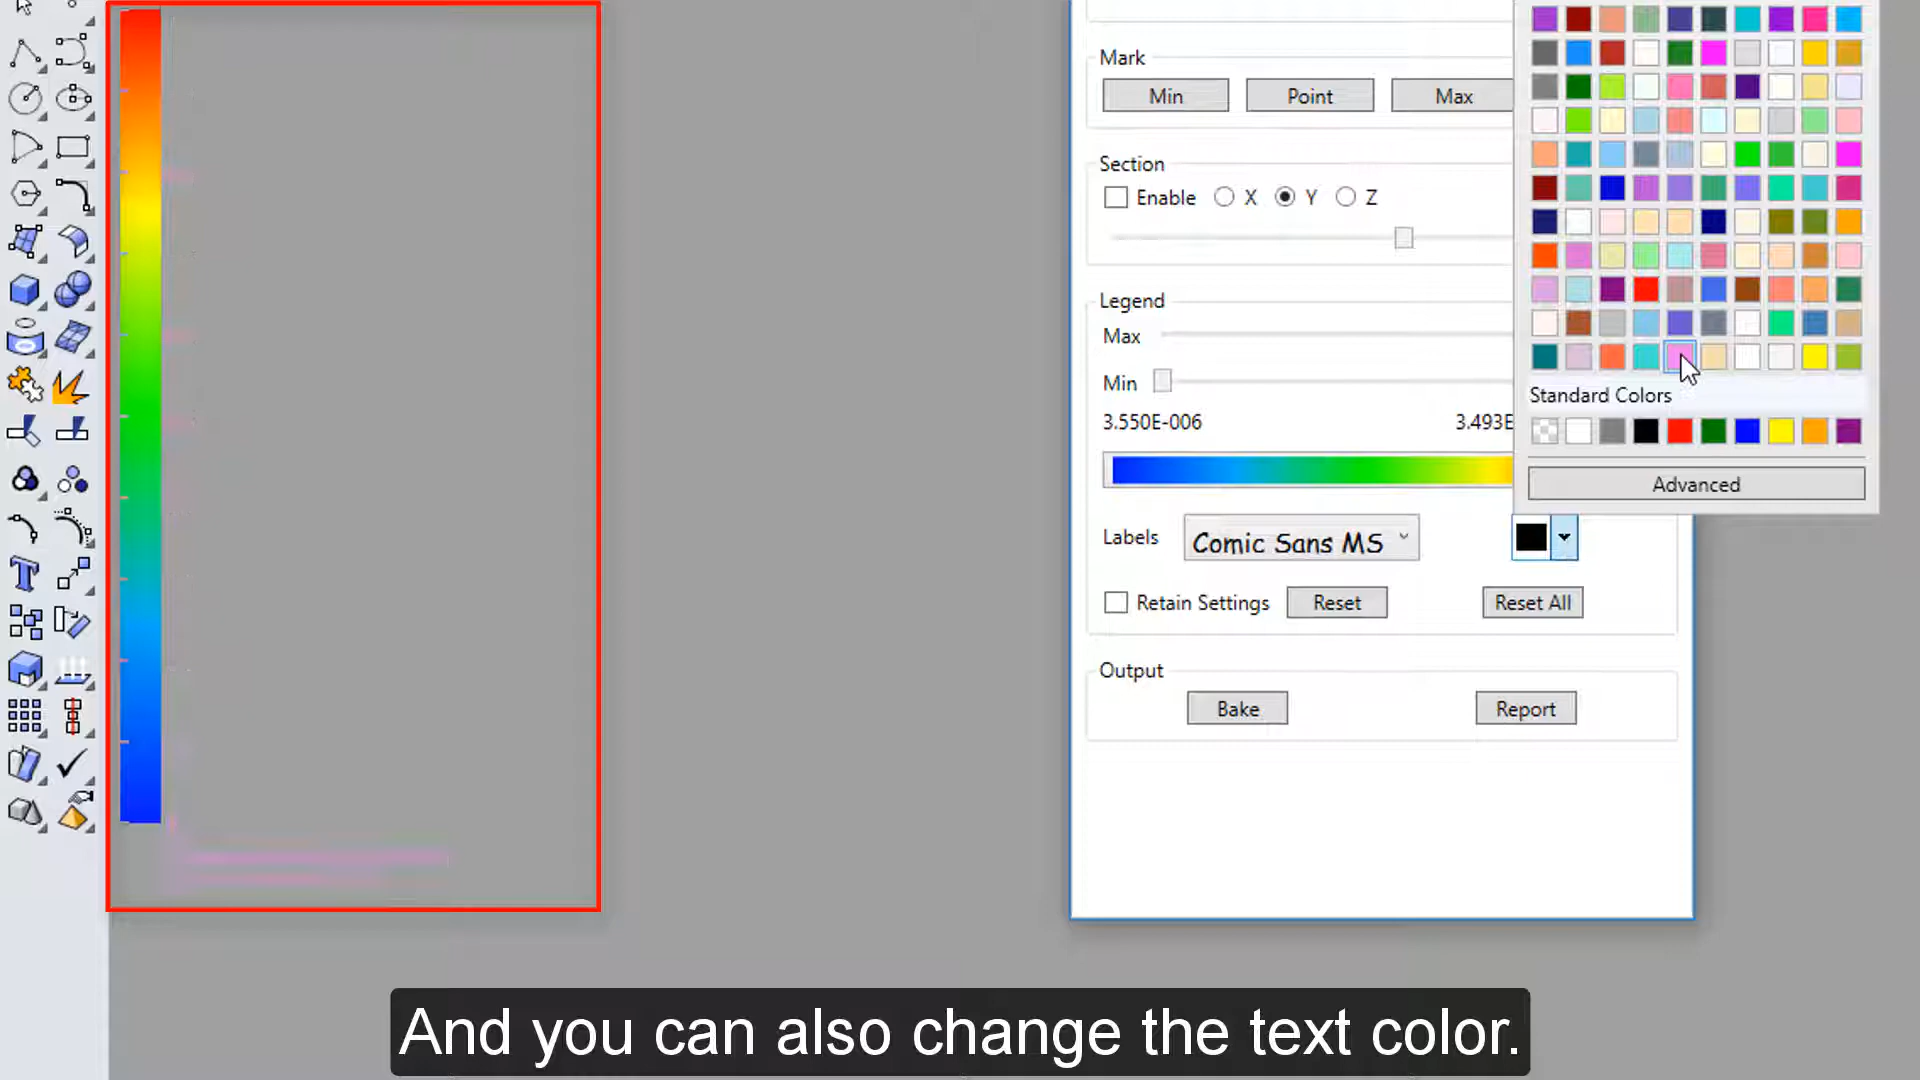 Mark
Min Point Max
Section
Enable X Y Z
Legend
Max
Min
3.550E-006 3.493E
Standard Colors
Advanced
Labels Comic Sans MS
Retain Settings Reset Reset All
Output
Bake Report
And you can also change the text color.